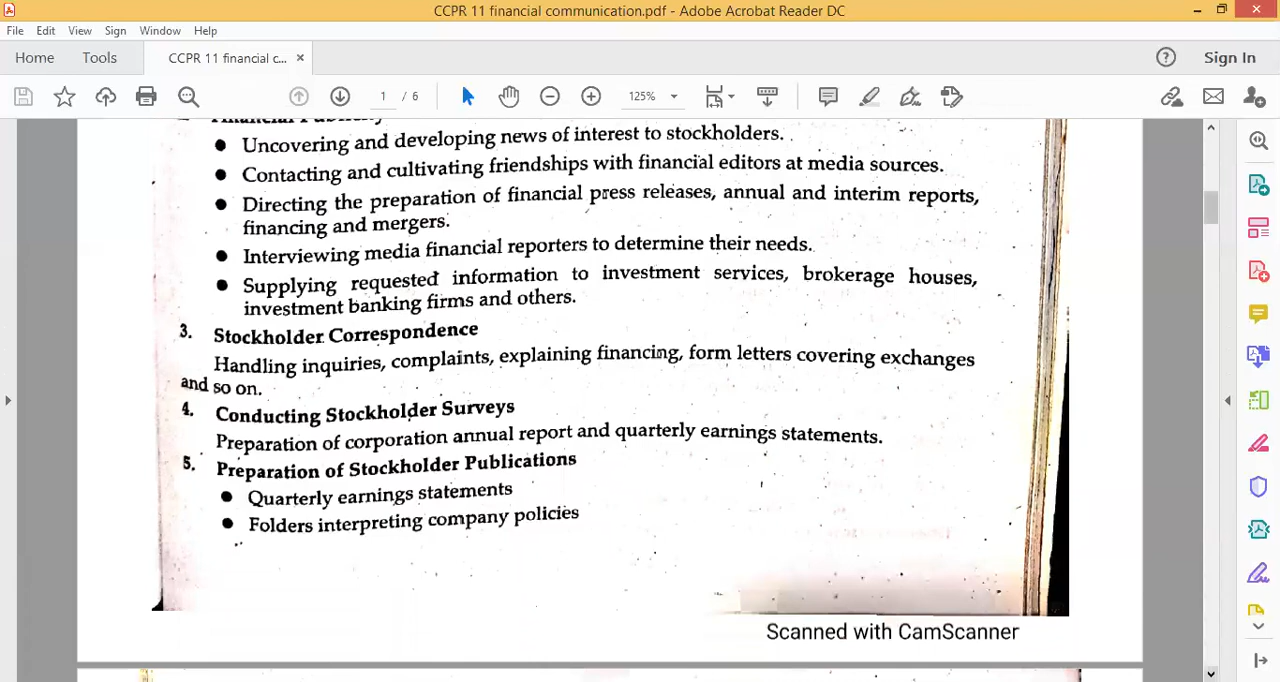 CCPR 11 financial communication.pdf - Adobe Acrobat Reader DC
File Edit View Sign Window Help
Home Tools CCPR 11 financial c... × Sign In
1 / 6 125%
Financial Publicity
● Uncovering and developing news of interest to stockholders.
● Contacting and cultivating friendships with financial editors at media sources.
● Directing the preparation of financial press releases, annual and interim reports,
financing and mergers.
● Interviewing media financial reporters to determine their needs.
● Supplying requested information to investment services, brokerage houses,
investment banking firms and others.
3. Stockholder Correspondence
Handling inquiries, complaints, explaining financing, form letters covering exchanges
and so on.
4. Conducting Stockholder Surveys
Preparation of corporation annual report and quarterly earnings statements.
5. Preparation of Stockholder Publications
● Quarterly earnings statements
● Folders interpreting company policies
Scanned with CamScanner